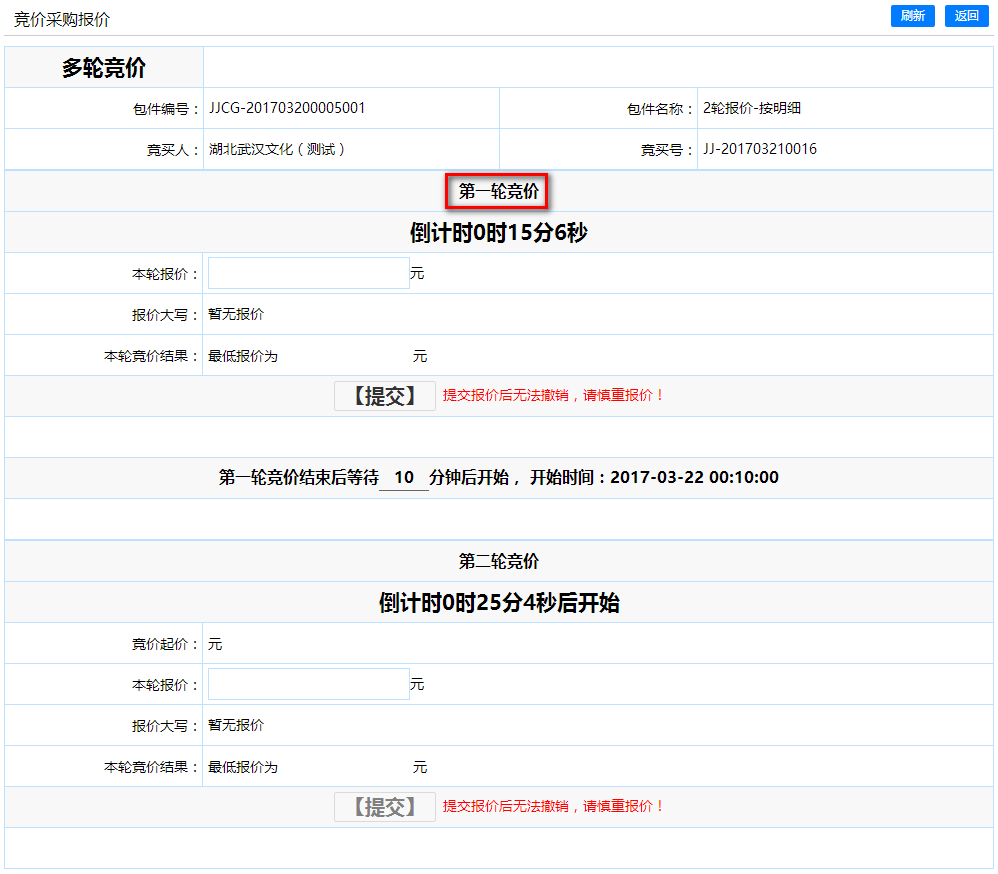 竞价采购报价 刷新 返回
多轮竞价
包件编号： JJCG-201703200005001 包件名称： 2轮报价-按明细
竞买人： 湖北武汉文化（测试） 竞买号： JJ-201703210016
第一轮竞价
倒计时0时15分6秒
本轮报价： 元
报价大写： 暂无报价
本轮竞价结果： 最低报价为 元
【提交】 提交报价后无法撤销，请慎重报价！
第一轮竞价结束后等待 10 分钟后开始， 开始时间：2017-03-22 00:10:00
第二轮竞价
倒计时0时25分4秒后开始
竞价起价： 元
本轮报价： 元
报价大写： 暂无报价
本轮竞价结果： 最低报价为 元
【提交】 提交报价后无法撤销，请慎重报价！